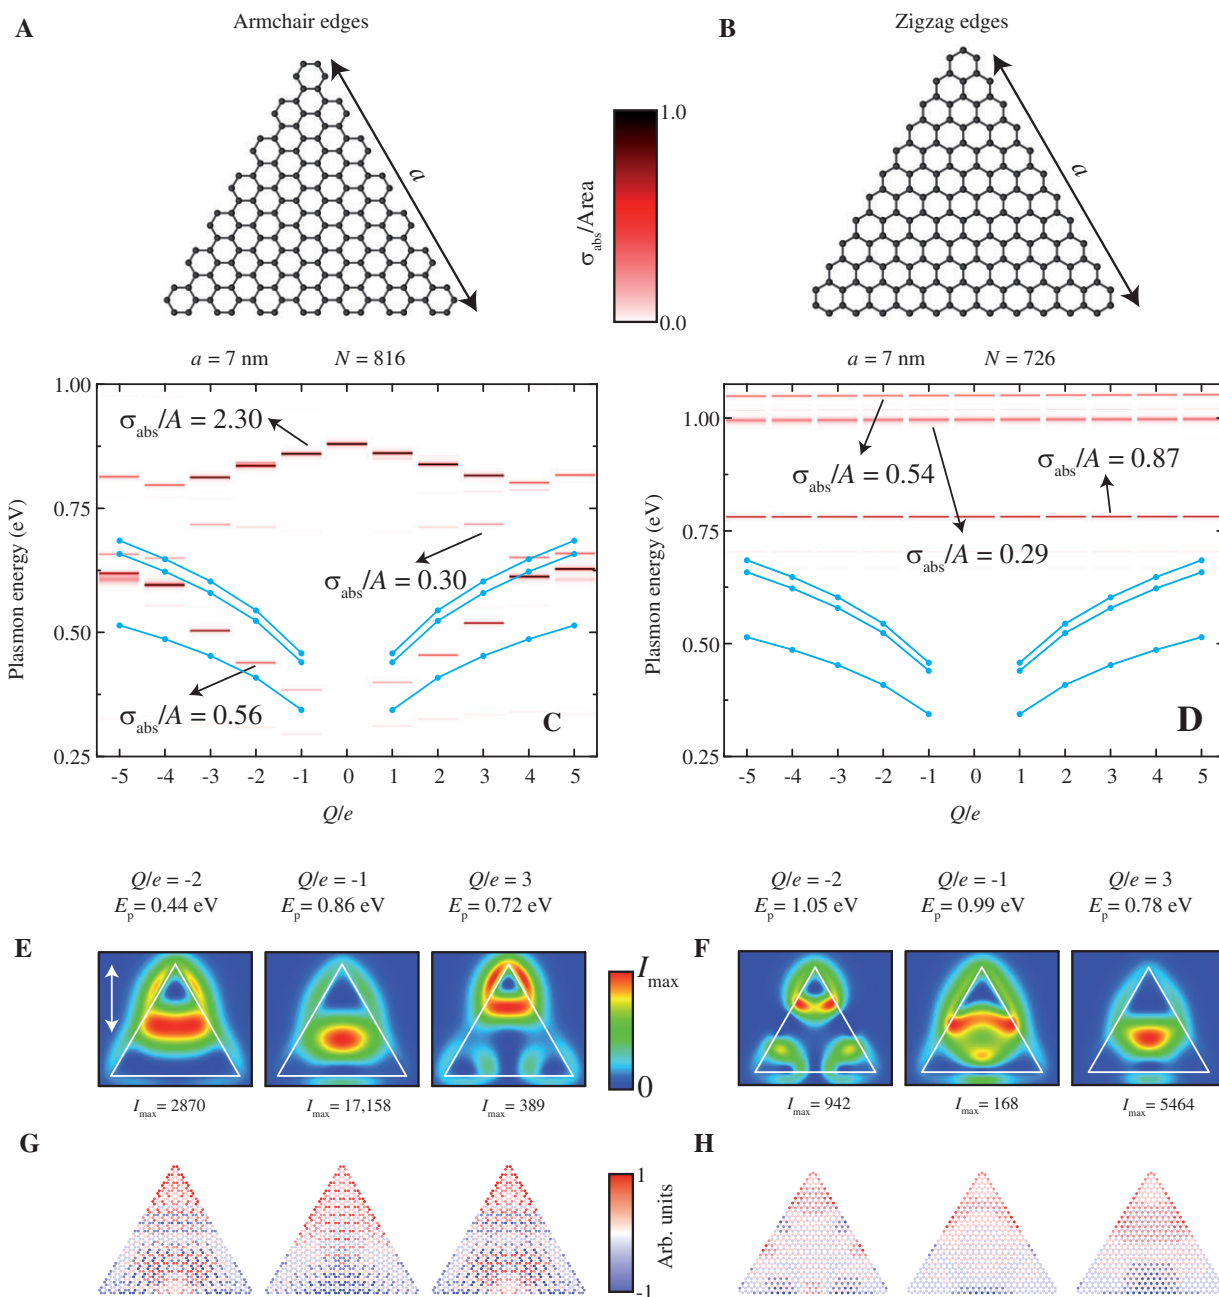 A
Armchair edges
B
Zigzag edges
a
a
1.0
0.0
σabs/Area
a = 7 nm N = 816
a = 7 nm N = 726
1.00
0.75
0.50
0.25
Plasmon energy (eV)
σabs/A = 2.30
σabs/A = 0.30
σabs/A = 0.56
C
-5 -4 -3 -2 -1 0 1 2 3 4 5
Q/e
1.00
0.75
0.50
0.25
Plasmon energy (eV)
σabs/A = 0.54
σabs/A = 0.87
σabs/A = 0.29
D
-5 -4 -3 -2 -1 0 1 2 3 4 5
Q/e
Q/e = -2
Ep= 0.44 eV
Q/e = -1
Ep= 0.86 eV
Q/e = 3
Ep= 0.72 eV
Q/e = -2
Ep= 1.05 eV
Q/e = -1
Ep= 0.99 eV
Q/e = 3
Ep= 0.78 eV
E
Imax
0
F
Imax= 2870
Imax= 17,158
Imax= 389
Imax= 942
Imax= 168
Imax= 5464
G
1
-1
Arb. units
H